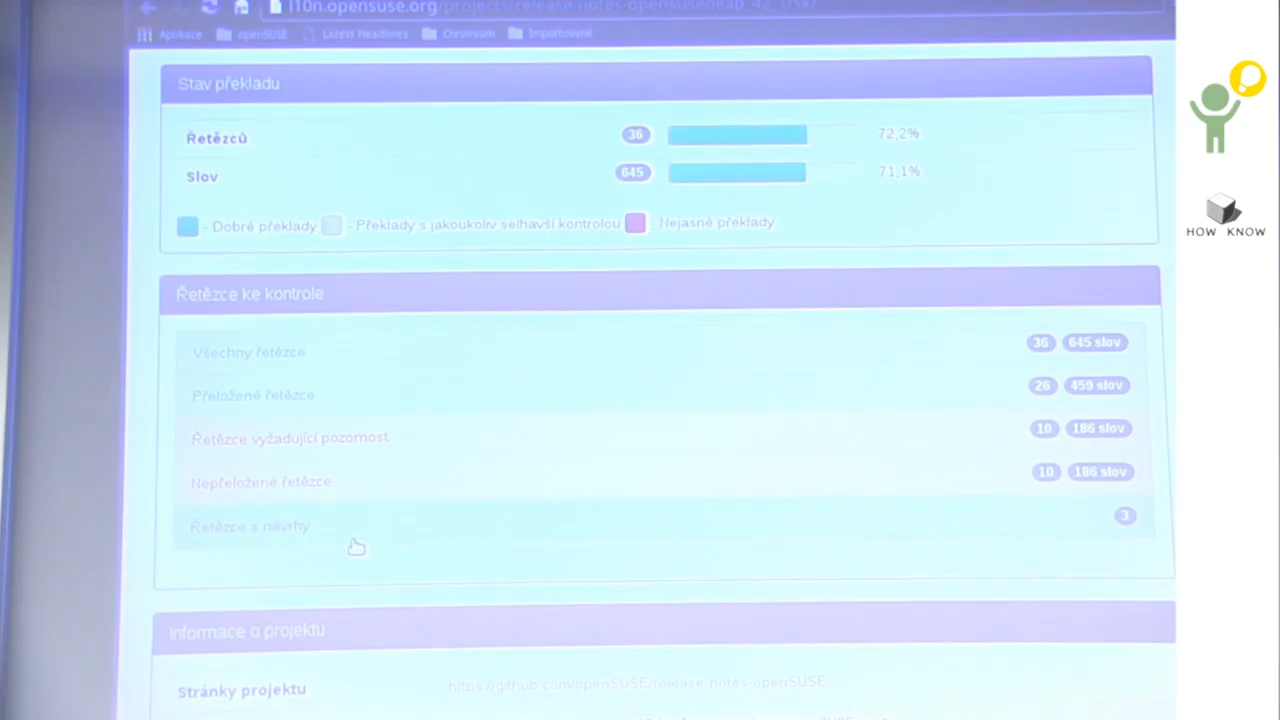 l10n.opensuse.org/projects/release-notes-opensuse/leap_42_1/sk/
Aplikace openSUSE Latest Headlines Chromium Importované
Stav překladu
Řetězců 36 72,2%
Slov 645 71,1%
- Dobré překlady - Překlady s jakoukoliv selhavší kontrolou - Nejasné překlady
Řetězce ke kontrole
Všechny řetězce 36 645 slov
Přeložené řetězce 26 459 slov
Řetězce vyžadující pozornost 10 186 slov
Nepřeložené řetězce 10 186 slov
Řetězce s návrhy 3
Informace o projektu
Stránky projektu https://github.com/openSUSE/release-notes-openSUSE
HOW KNOW